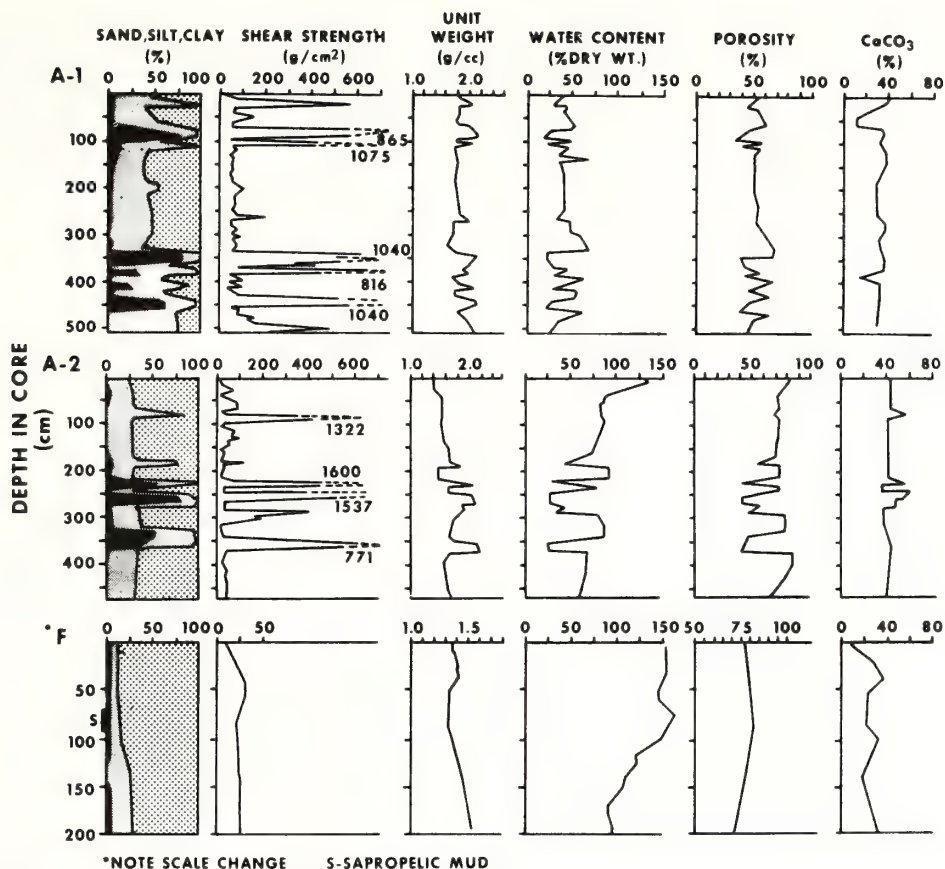 UNIT
SAND, SILT, CLAY SHEAR STRENGTH WEIGHT WATER CONTENT POROSITY CaCO3
(%) (g/cm2) (g/cc) (%DRY WT.) (%) (%)
A-1 0 50 100 0 200 400 600 1.0 2.0 0 50 100 150 0 50 100 0 40 80
100 865
1075
200
300
1040
400 816
1040
500
A-2 0 50 100 0 200 400 600 1.0 2.0 0 50 100 150 0 50 100 0 40 80
100
1322
200 1600
1537
300
771
400
DEPTH IN CORE
(cm)
*F 0 50 100 0 50 1.0 1.5 0 50 100 150 50 75 100 0 40 80
50
S
100
150
200
*NOTE SCALE CHANGE S-SAPROPELIC MUD